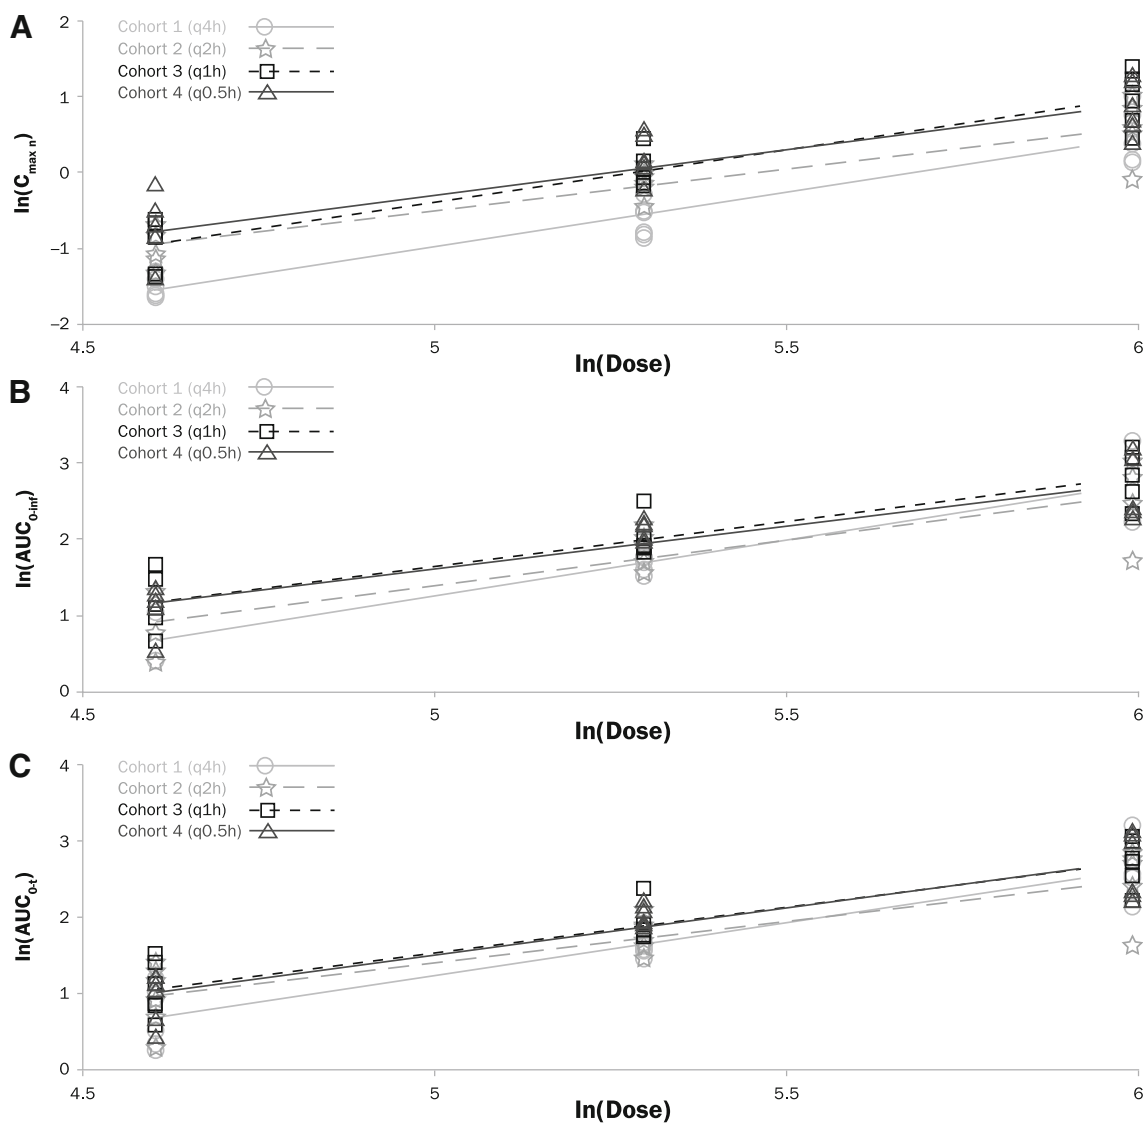 A
2
1
0
–1
–2
ln(Cmax n)
Cohort 1 (q4h)
Cohort 2 (q2h)
Cohort 3 (q1h)
Cohort 4 (q0.5h)
4.5
5
5.5
6
ln(Dose)
B
4
3
2
1
0
ln(AUC0-inf)
Cohort 1 (q4h)
Cohort 2 (q2h)
Cohort 3 (q1h)
Cohort 4 (q0.5h)
4.5
5
5.5
6
ln(Dose)
C
4
3
2
1
0
ln(AUC0-t)
Cohort 1 (q4h)
Cohort 2 (q2h)
Cohort 3 (q1h)
Cohort 4 (q0.5h)
4.5
5
5.5
6
ln(Dose)